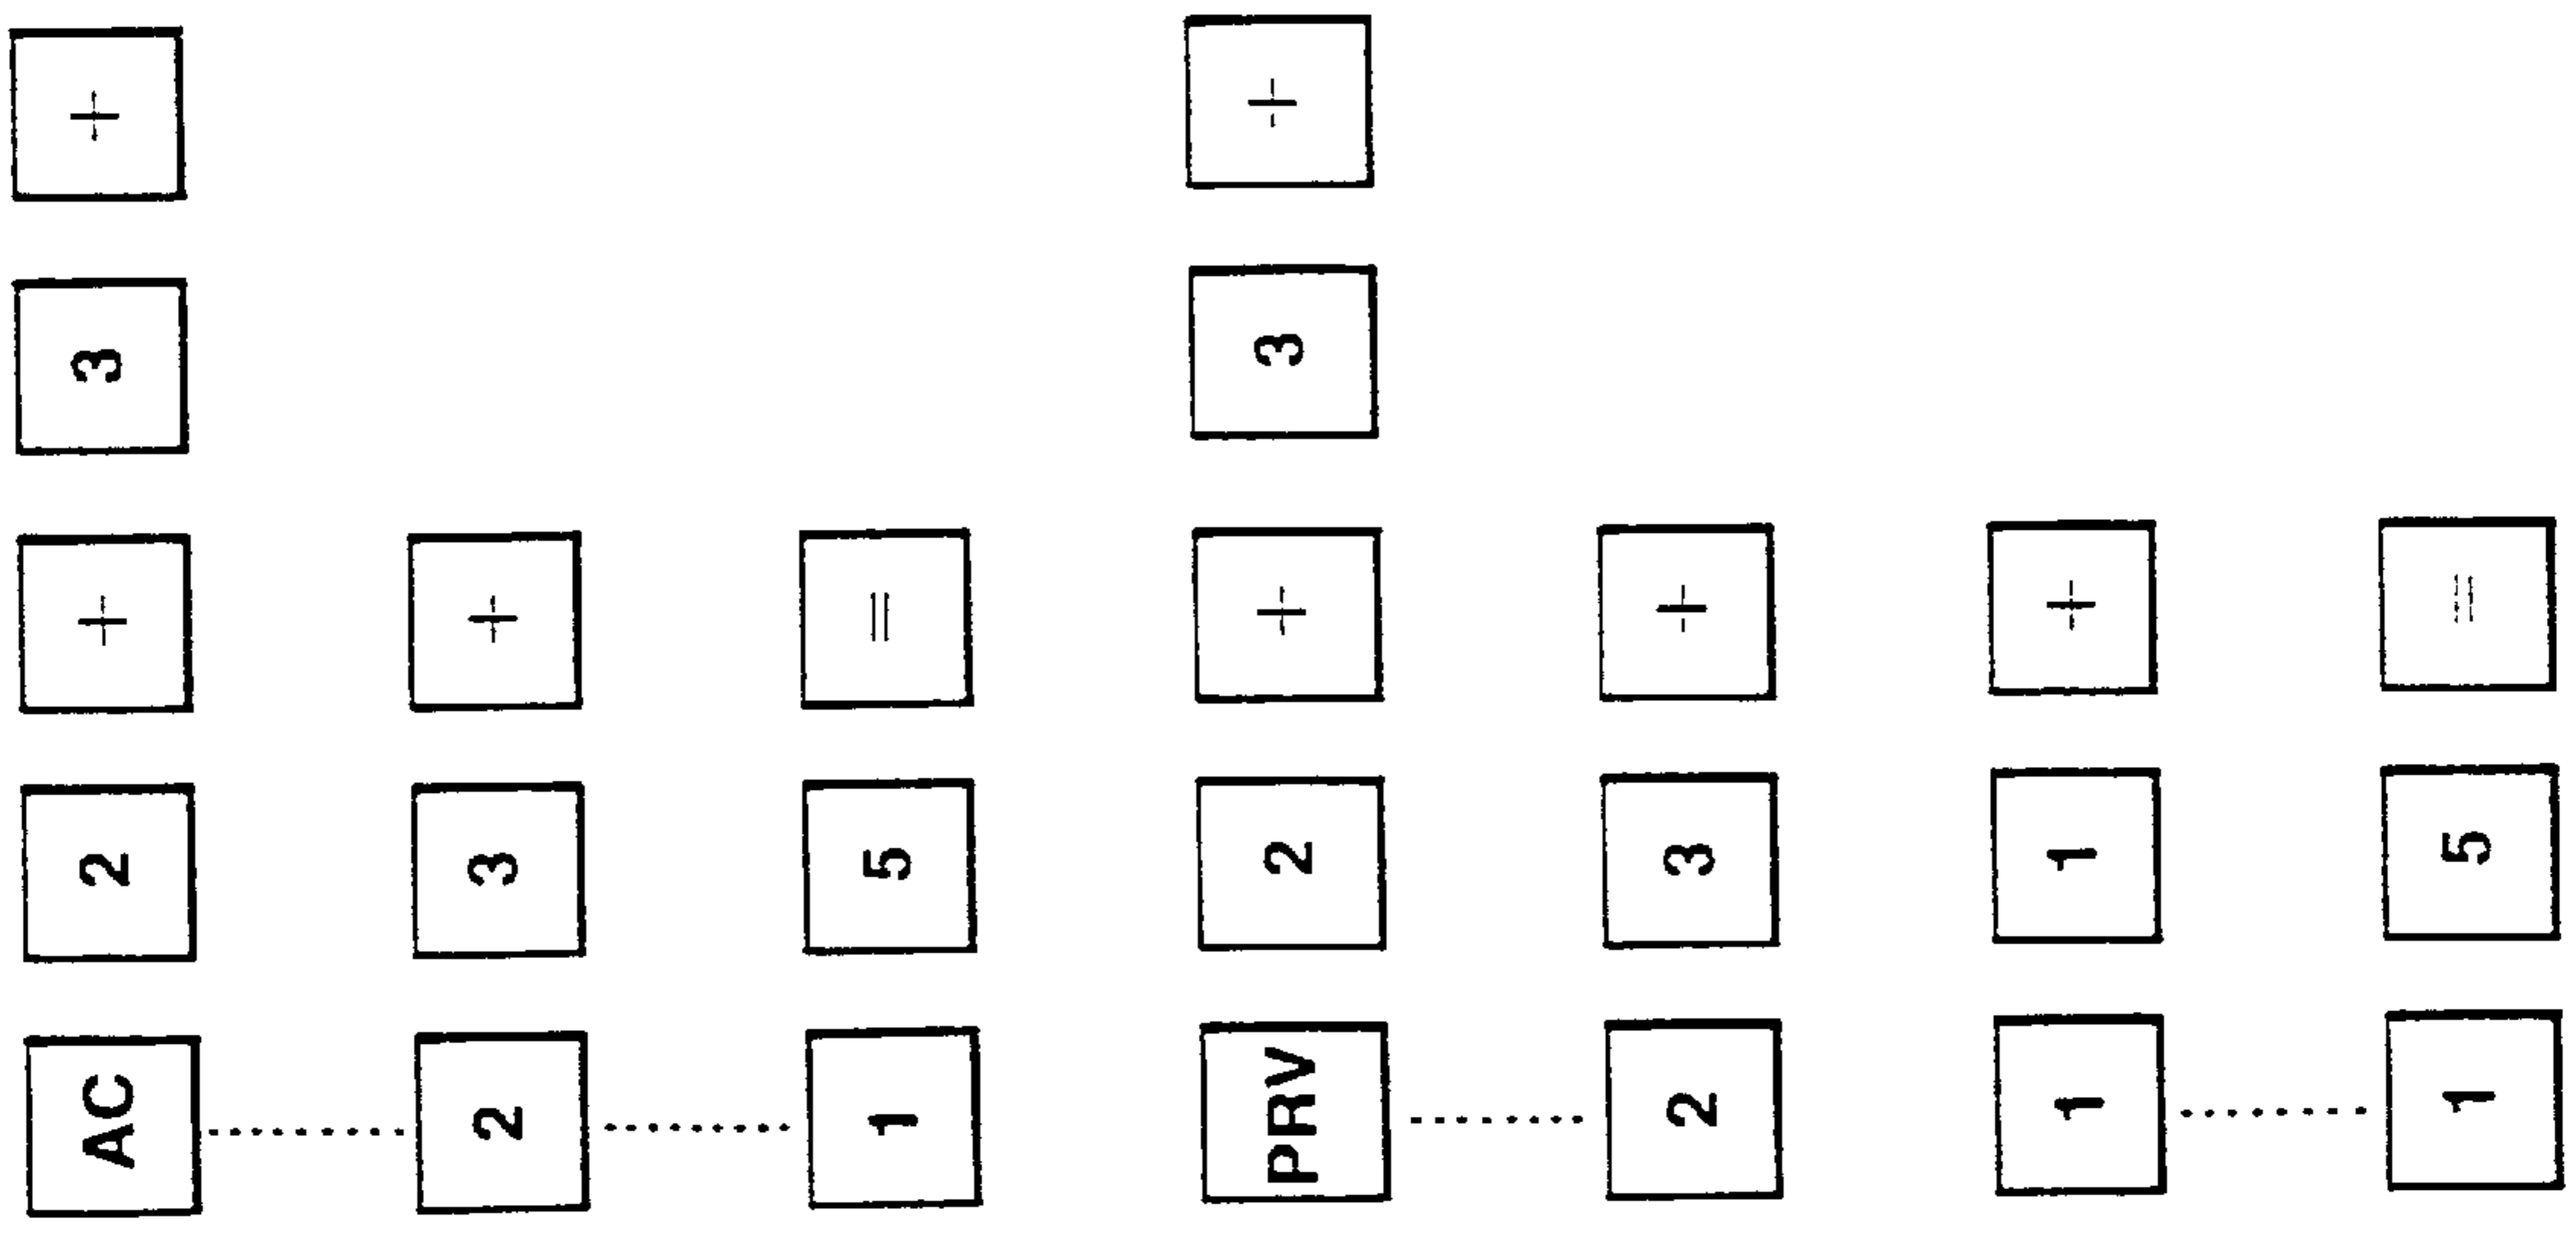 AC 2 + 3 +
2 3 +
1 5 =
PRV 2 + 3 +
2 3 +
1 1 +
1 5 =